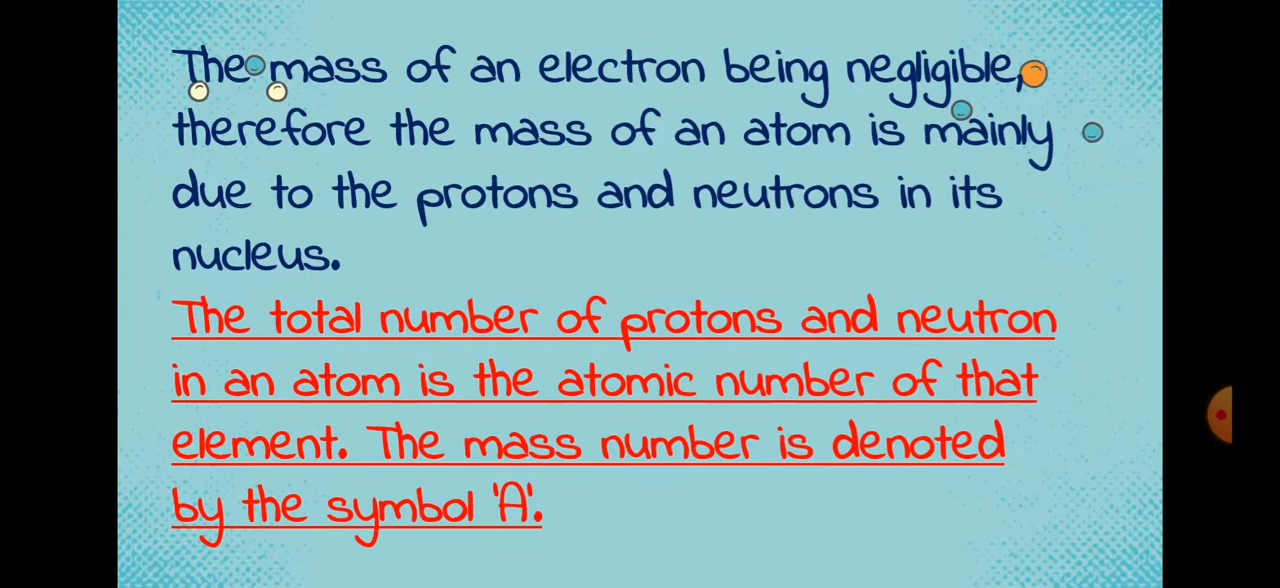 The mass of an electron being negligible,
therefore the mass of an atom is mainly
due to the protons and neutrons in its
nucleus.
The total number of protons and neutron
in an atom is the atomic number of that
element. The mass number is denoted
by the symbol 'A'.